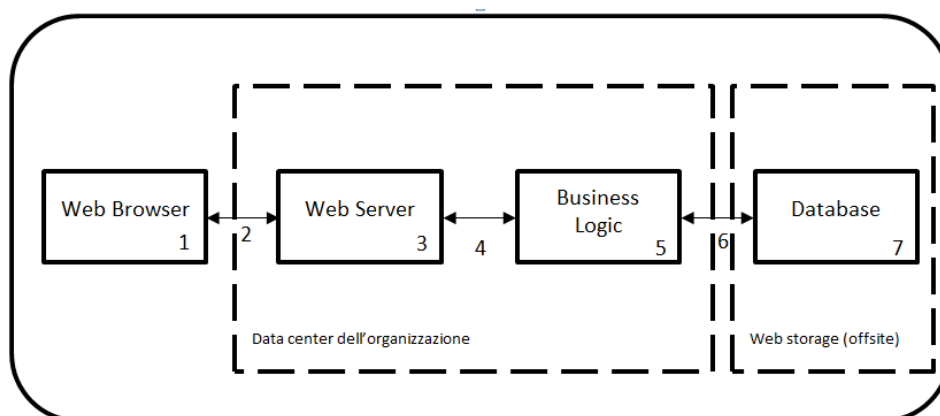 Web Browser
1
2
Web Server
3
4
Business
Logic
5
6
Database
7
Data center dell'organizzazione
Web storage (offsite)